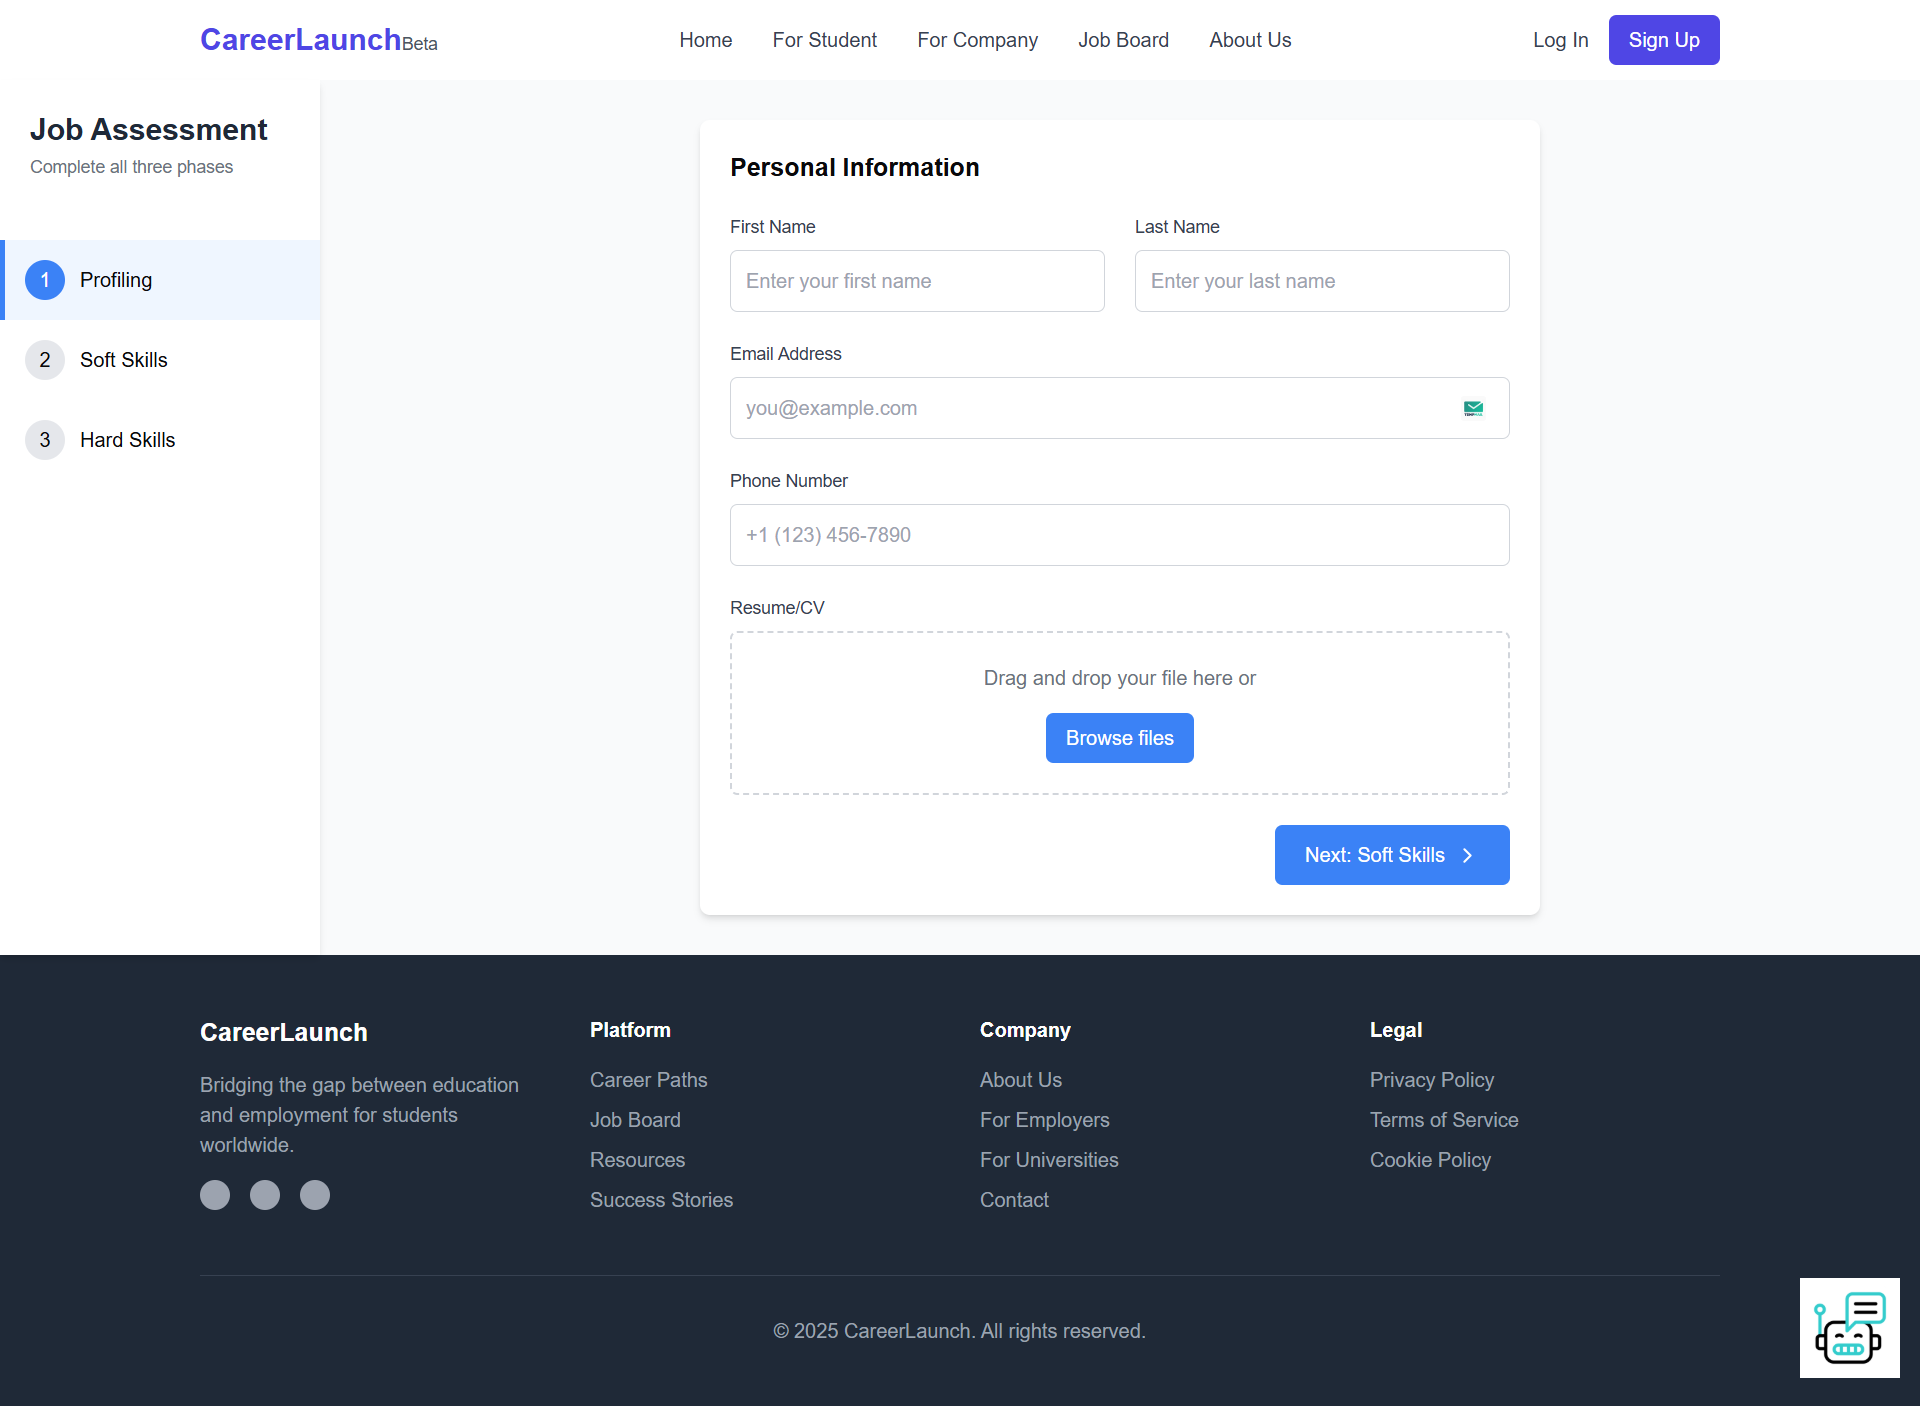 CareerLaunchBeta
Home For Student For Company Job Board About Us
Log In Sign Up
Job Assessment
Complete all three phases
1 Profiling
2 Soft Skills
3 Hard Skills
Personal Information
First Name Last Name
Enter your first name Enter your last name
Email Address
you@example.com
Phone Number
+1 (123) 456-7890
Resume/CV
Drag and drop your file here or
Browse files
Next: Soft Skills
CareerLaunch
Bridging the gap between education
and employment for students
worldwide.
Platform
Career Paths
Job Board
Resources
Success Stories
Company
About Us
For Employers
For Universities
Contact
Legal
Privacy Policy
Terms of Service
Cookie Policy
© 2025 CareerLaunch. All rights reserved.